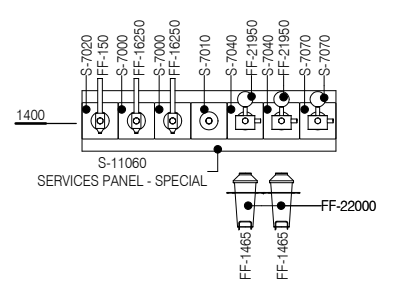 S-7020
FF-150
S-7000
FF-16250
S-7000
FF-16250
S-7010
S-7040
FF-21950
S-7040
FF-21950
S-7070
S-7070
1400
S-11060
SERVICES PANEL - SPECIAL
FF-22000
FF-1465
FF-1465